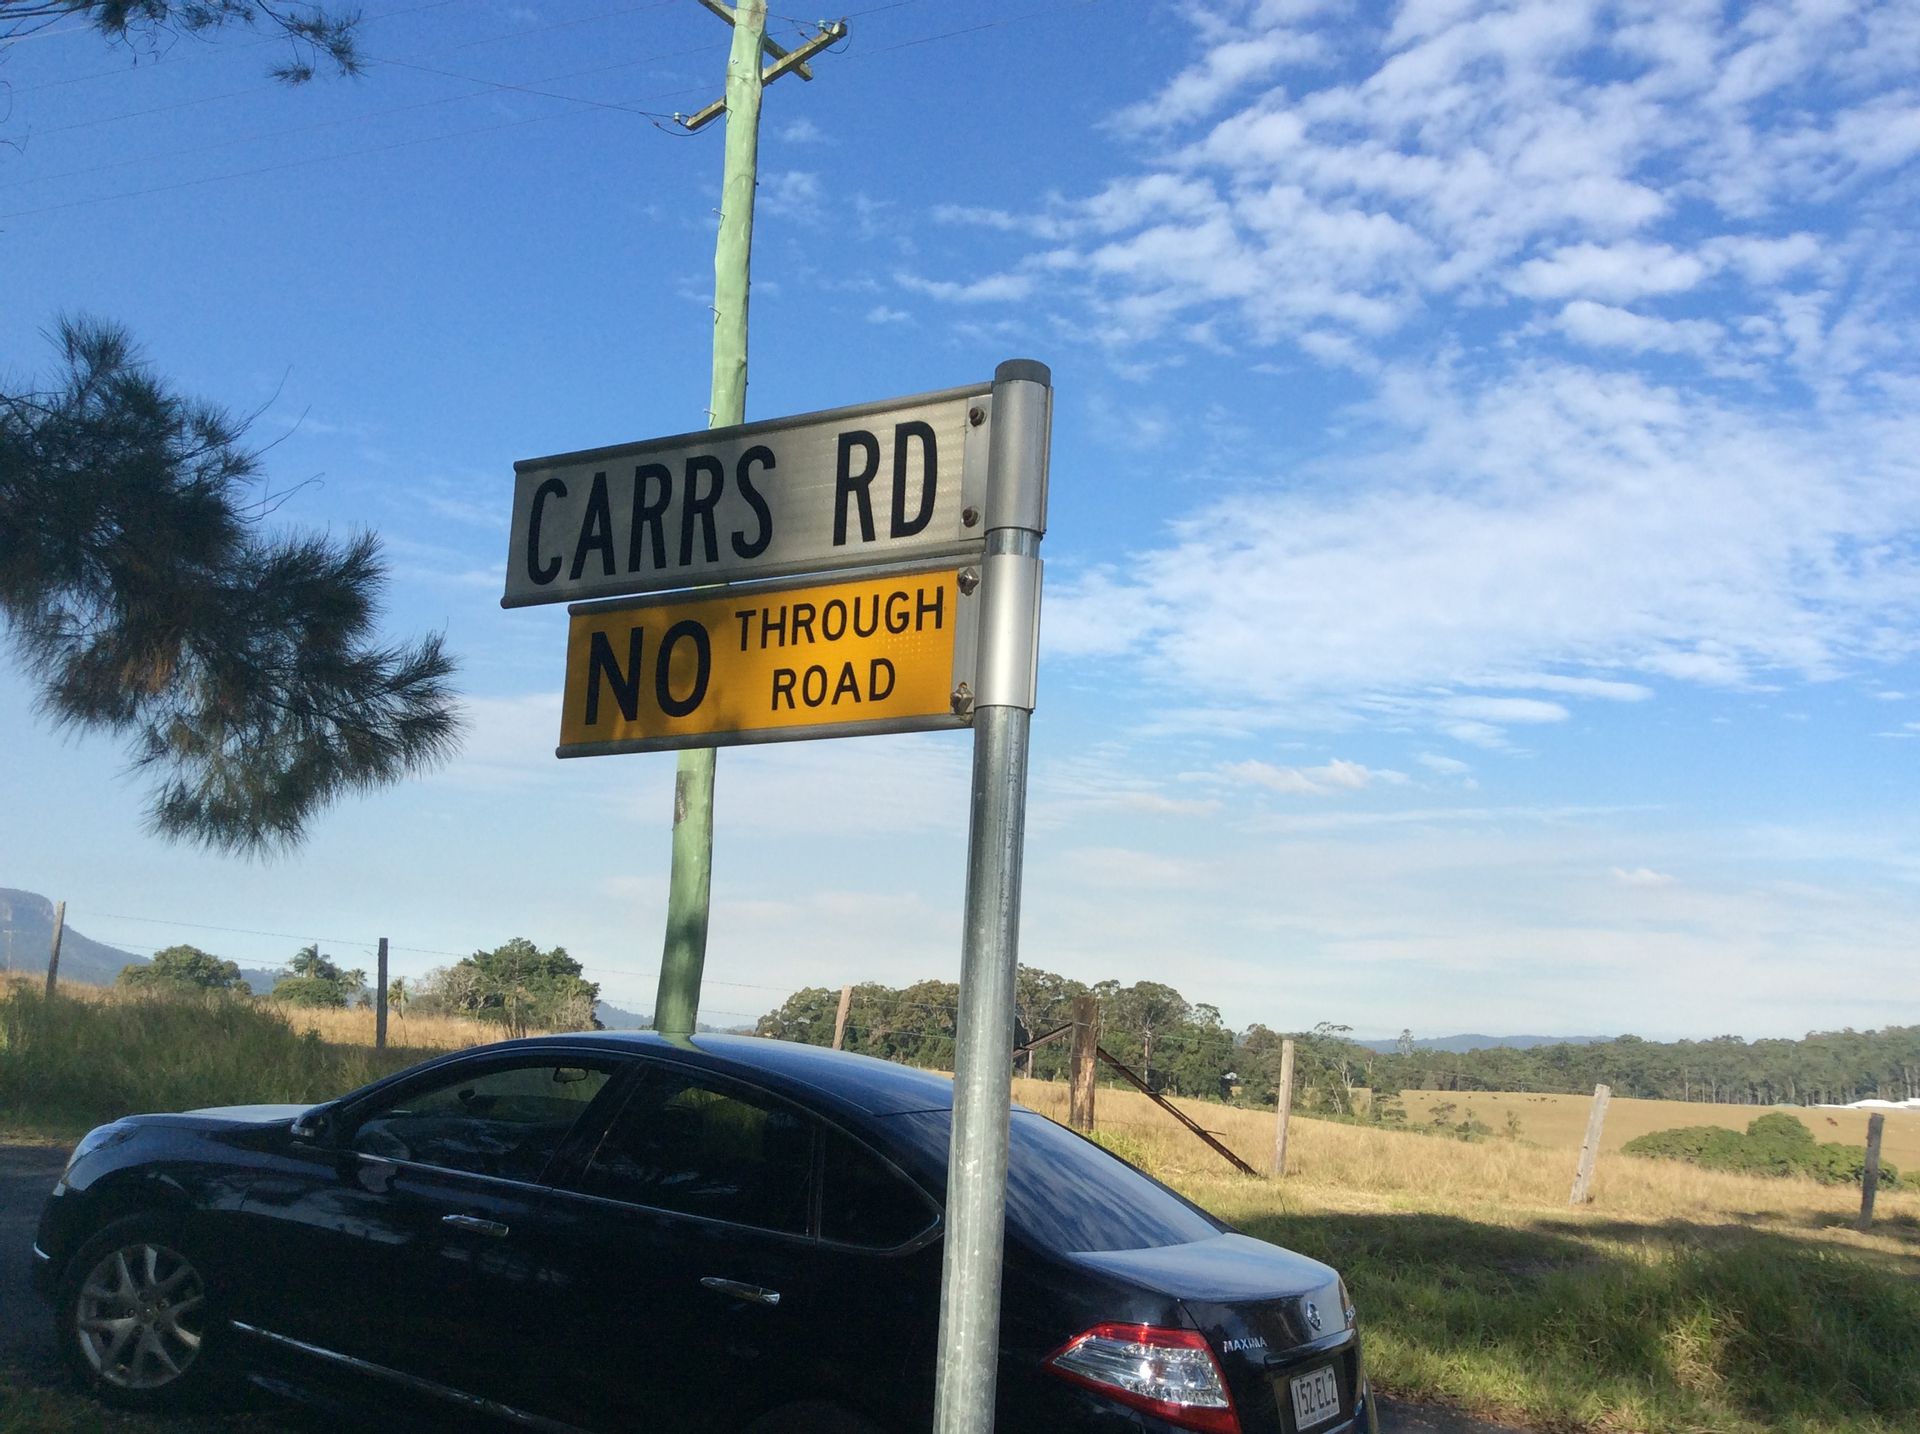 CARRS RD
NO THROUGH
ROAD
MAXIMA
152·EL2